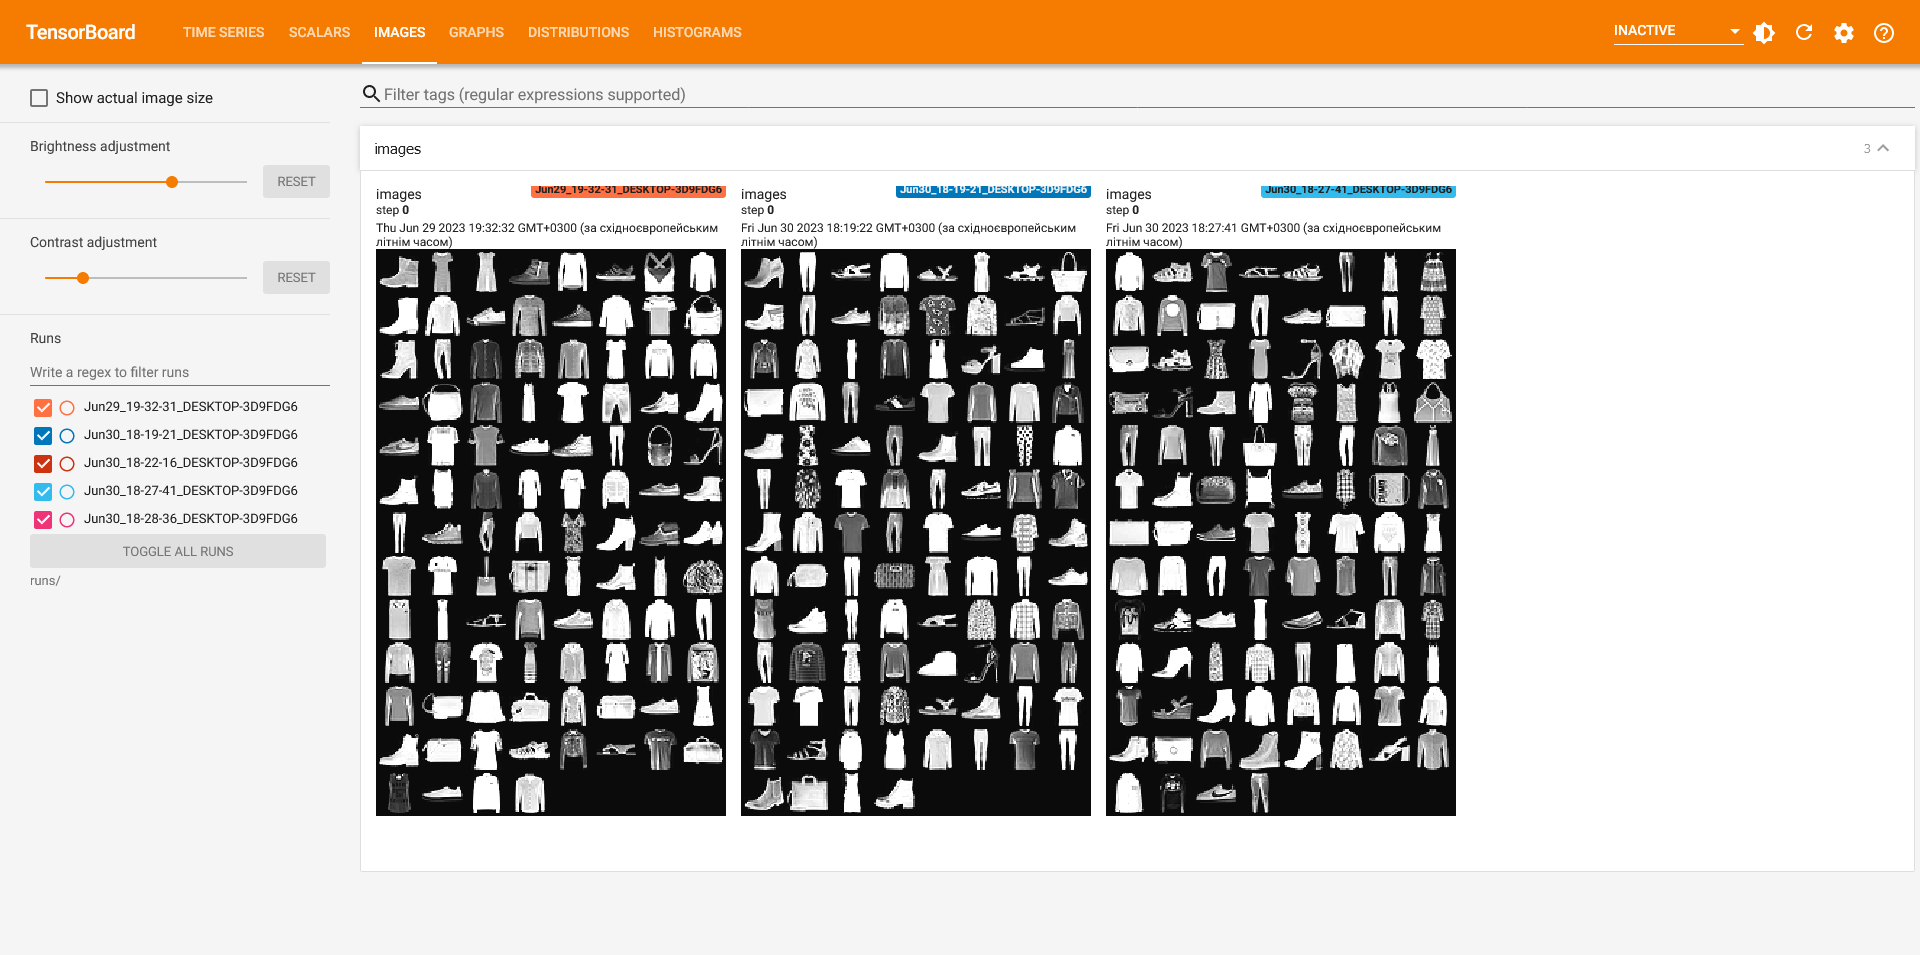 TensorBoard
TIME SERIES
SCALARS
IMAGES
GRAPHS
DISTRIBUTIONS
HISTOGRAMS
INACTIVE
Show actual image size
Brightness adjustment
RESET
Contrast adjustment
RESET
Runs
Write a regex to filter runs
Jun29_19-32-31_DESKTOP-3D9FDG6
Jun30_18-19-21_DESKTOP-3D9FDG6
Jun30_18-22-16_DESKTOP-3D9FDG6
Jun30_18-27-41_DESKTOP-3D9FDG6
Jun30_18-28-36_DESKTOP-3D9FDG6
TOGGLE ALL RUNS
runs/
Filter tags (regular expressions supported)
images
3
images
Jun29_19-32-31_DESKTOP-3D9FDG6
step 0
Thu Jun 29 2023 19:32:32 GMT+0300 (за східноєвропейським
літнім часом)
images
Jun30_18-19-21_DESKTOP-3D9FDG6
step 0
Fri Jun 30 2023 18:19:22 GMT+0300 (за східноєвропейським
літнім часом)
images
Jun30_18-27-41_DESKTOP-3D9FDG6
step 0
Fri Jun 30 2023 18:27:41 GMT+0300 (за східноєвропейським
літнім часом)